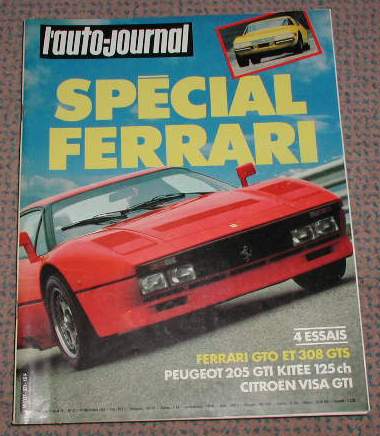 l'auto-journal
SPÉCIAL
FERRARI
4 ESSAIS
FERRARI GTO ET 308 GTS
PEUGEOT 205 GTI KITÉE 125 ch
CITROËN VISA GTI